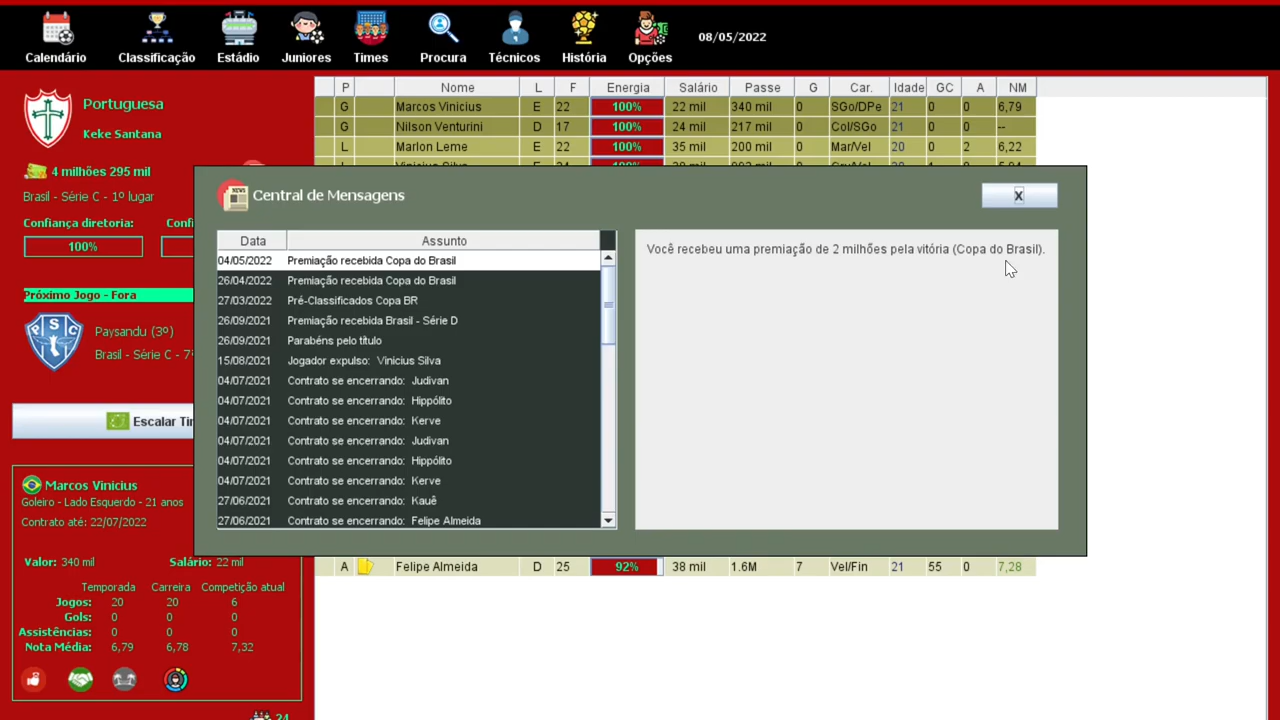 Calendário Classificação Estádio Juniores Times Procura Técnicos História Opções 08/05/2022
Portuguesa
Keke Santana
4 milhões 295 mil
Brasil - Série C - 1º lugar
Confiança diretoria: Confi
100%
Próximo Jogo - Fora
Paysandu (3º)
Brasil - Série C - 7ª
Escalar Tir
Marcos Vinicius
Goleiro - Lado Esquerdo - 21 anos
Contrato até: 22/07/2022
Valor: 340 mil Salário: 22 mil
Temporada Carreira Competição atual
Jogos: 20 20 6
Gols: 0 0 0
Assistências: 0 0 0
Nota Média: 6,79 6,78 7,32
24
P Nome L F Energia Salário Passe G Car. Idade GC A NM
G Marcos Vinicius E 22 100% 22 mil 340 mil 0 SGo/DPe 21 0 0 6,79
G Nilson Venturini D 17 100% 24 mil 217 mil 0 Col/SGo 21 0 0 --
L Marlon Leme E 22 100% 35 mil 200 mil 0 Mar/Vel 20 0 2 6,22
Central de Mensagens X
Data Assunto
04/05/2022 Premiação recebida Copa do Brasil
26/04/2022 Premiação recebida Copa do Brasil
27/03/2022 Pré-Classificados Copa BR
26/09/2021 Premiação recebida Brasil - Série D
26/09/2021 Parabéns pelo título
15/08/2021 Jogador expulso: Vinicius Silva
04/07/2021 Contrato se encerrando: Judivan
04/07/2021 Contrato se encerrando: Hippólito
04/07/2021 Contrato se encerrando: Kerve
04/07/2021 Contrato se encerrando: Judivan
04/07/2021 Contrato se encerrando: Hippólito
04/07/2021 Contrato se encerrando: Kerve
27/06/2021 Contrato se encerrando: Kauê
27/06/2021 Contrato se encerrando: Felipe Almeida
Você recebeu uma premiação de 2 milhões pela vitória (Copa do Brasil).
A Felipe Almeida D 25 92% 38 mil 1.6M 7 Vel/Fin 21 55 0 7,28